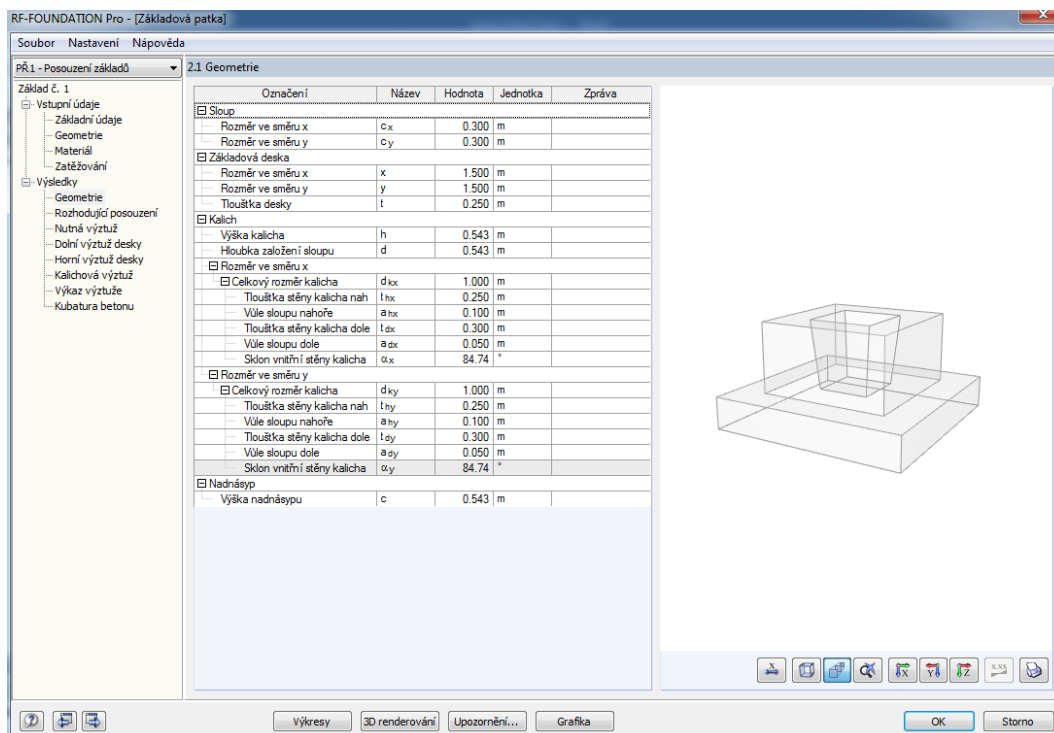 RF-FOUNDATION Pro - [Základová patka]
Soubor Nastavení Nápověda
PŘ1 - Posouzení základů
2.1 Geometrie
Základ č. 1
Vstupní údaje
Základní údaje
Geometrie
Materiál
Zatěžování
Výsledky
Geometrie
Rozhodující posouzení
Nutná výztuž
Dolní výztuž desky
Horní výztuž desky
Kalichová výztuž
Výkaz výztuže
Kubatura betonu
Označení Název Hodnota Jednotka Zpráva
Sloup
Rozměr ve směru x cx 0.300 m
Rozměr ve směru y cy 0.300 m
Základová deska
Rozměr ve směru x x 1.500 m
Rozměr ve směru y y 1.500 m
Tloušťka desky t 0.250 m
Kalich
Výška kalicha h 0.543 m
Hloubka založení sloupu d 0.543 m
Rozměr ve směru x
Celkový rozměr kalicha dkx 1.000 m
Tloušťka stěny kalicha nah thx 0.250 m
Vůle sloupu nahoře ahx 0.100 m
Tloušťka stěny kalicha dole tdx 0.300 m
Vůle sloupu dole adx 0.050 m
Sklon vnitřní stěny kalicha αx 84.74 °
Rozměr ve směru y
Celkový rozměr kalicha dky 1.000 m
Tloušťka stěny kalicha nah thy 0.250 m
Vůle sloupu nahoře ahy 0.100 m
Tloušťka stěny kalicha dole tdy 0.300 m
Vůle sloupu dole ady 0.050 m
Sklon vnitřní stěny kalicha αy 84.74 °
Nadnásyp
Výška nadnásypu c 0.543 m
X Y Z x.xx
Výkresy 3D renderování Upozornění... Grafika OK Storno